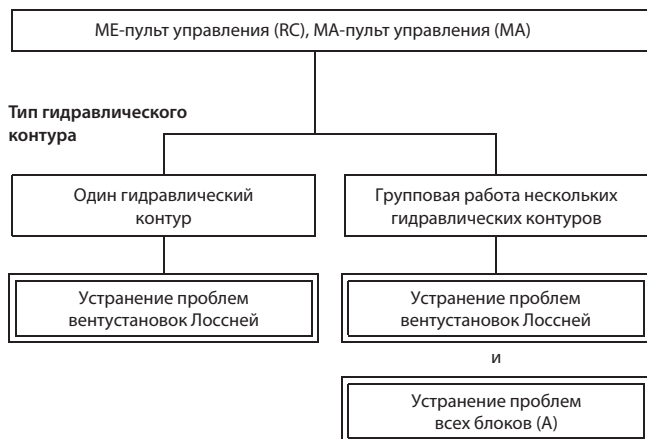 МЕ-пульт управления (RC), МА-пульт управления (МА)
Тип гидравлического
контура
Один гидравлический
контур
Групповая работа нескольких
гидравлических контуров
Устранение проблем
вентустановок Лоссней
Устранение проблем
вентустановок Лоссней
и
Устранение проблем
всех блоков (А)